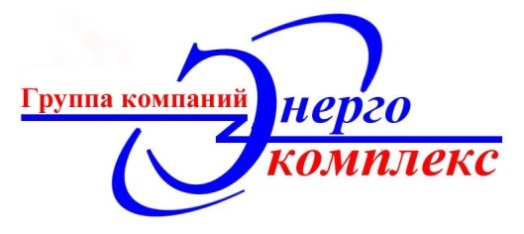 Группа компаний
Энерго
комплекс